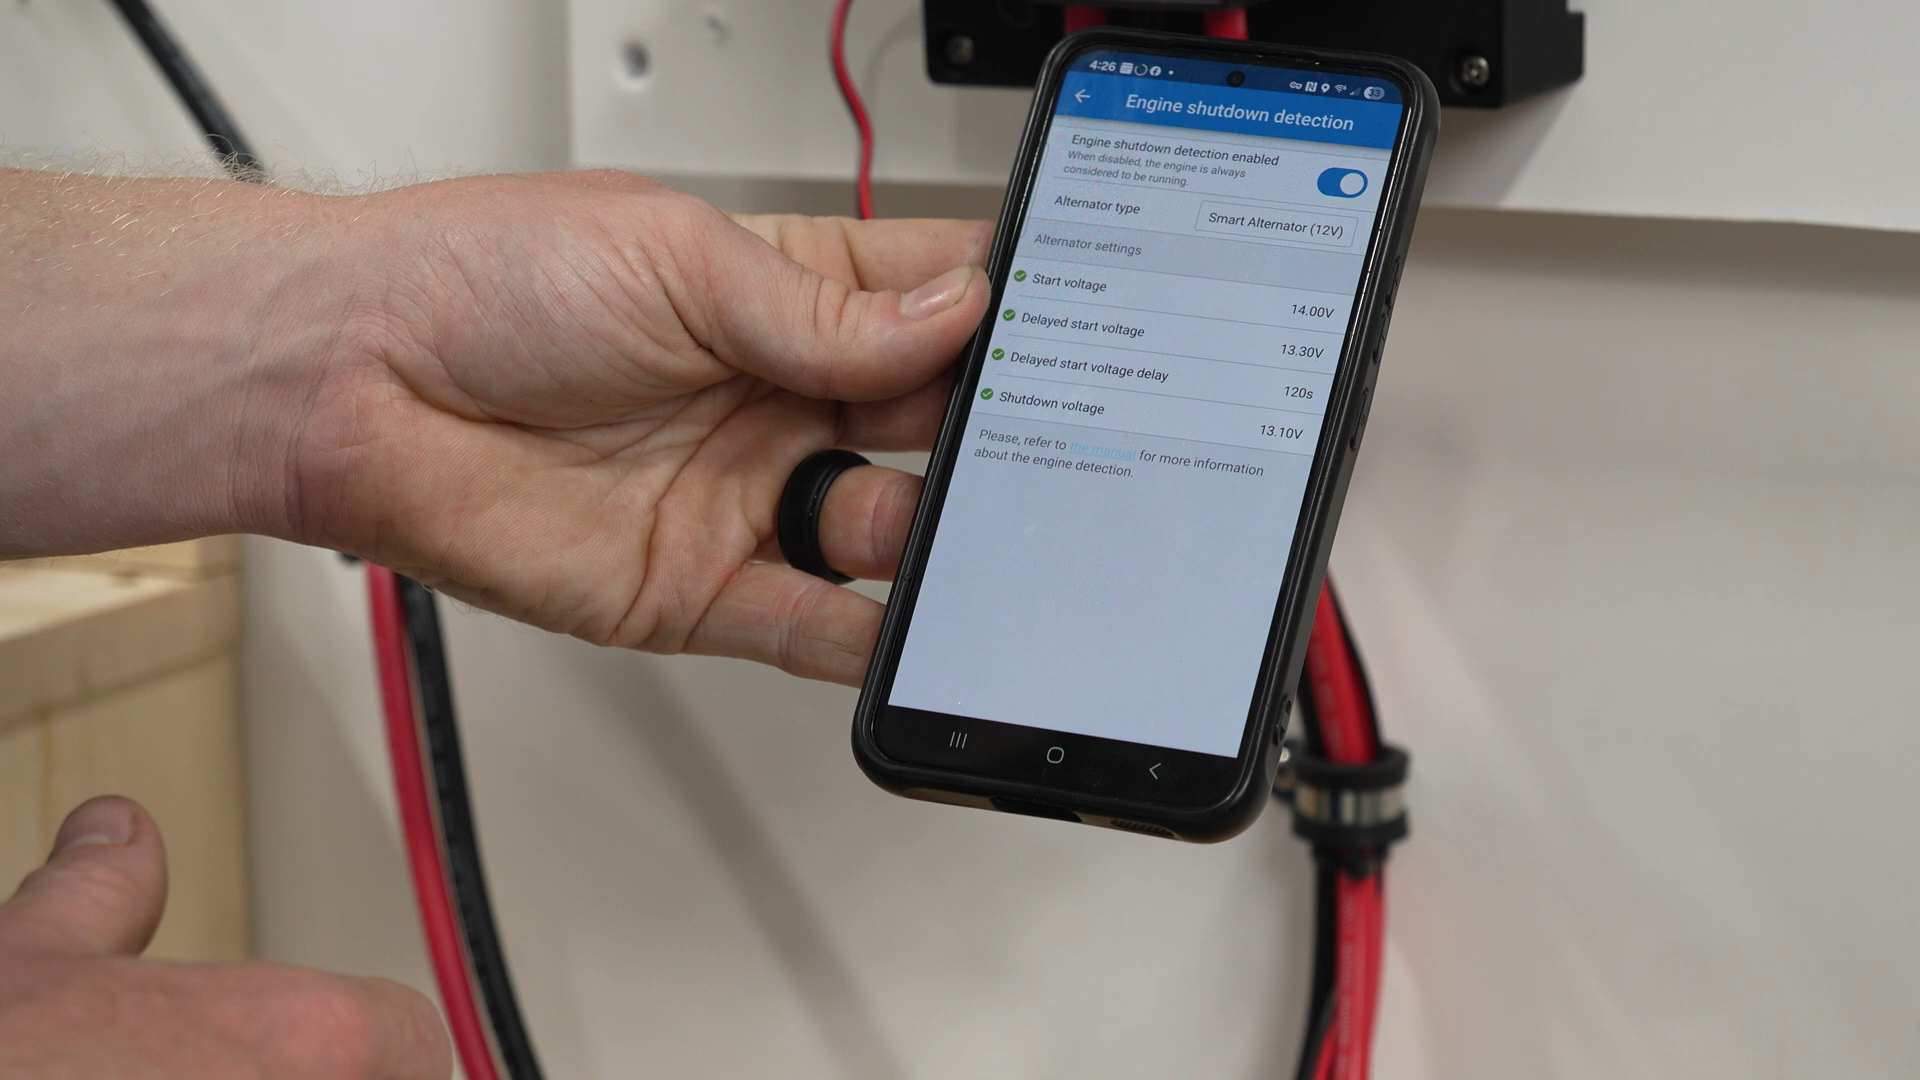 4:26
33
Engine shutdown detection
Engine shutdown detection enabled
When disabled, the engine is always
considered to be running.
Alternator type
Smart Alternator (12V)
Alternator settings
Start voltage
14.00V
Delayed start voltage
13.30V
Delayed start voltage delay
120s
Shutdown voltage
13.10V
Please, refer to the manual for more information
about the engine detection.